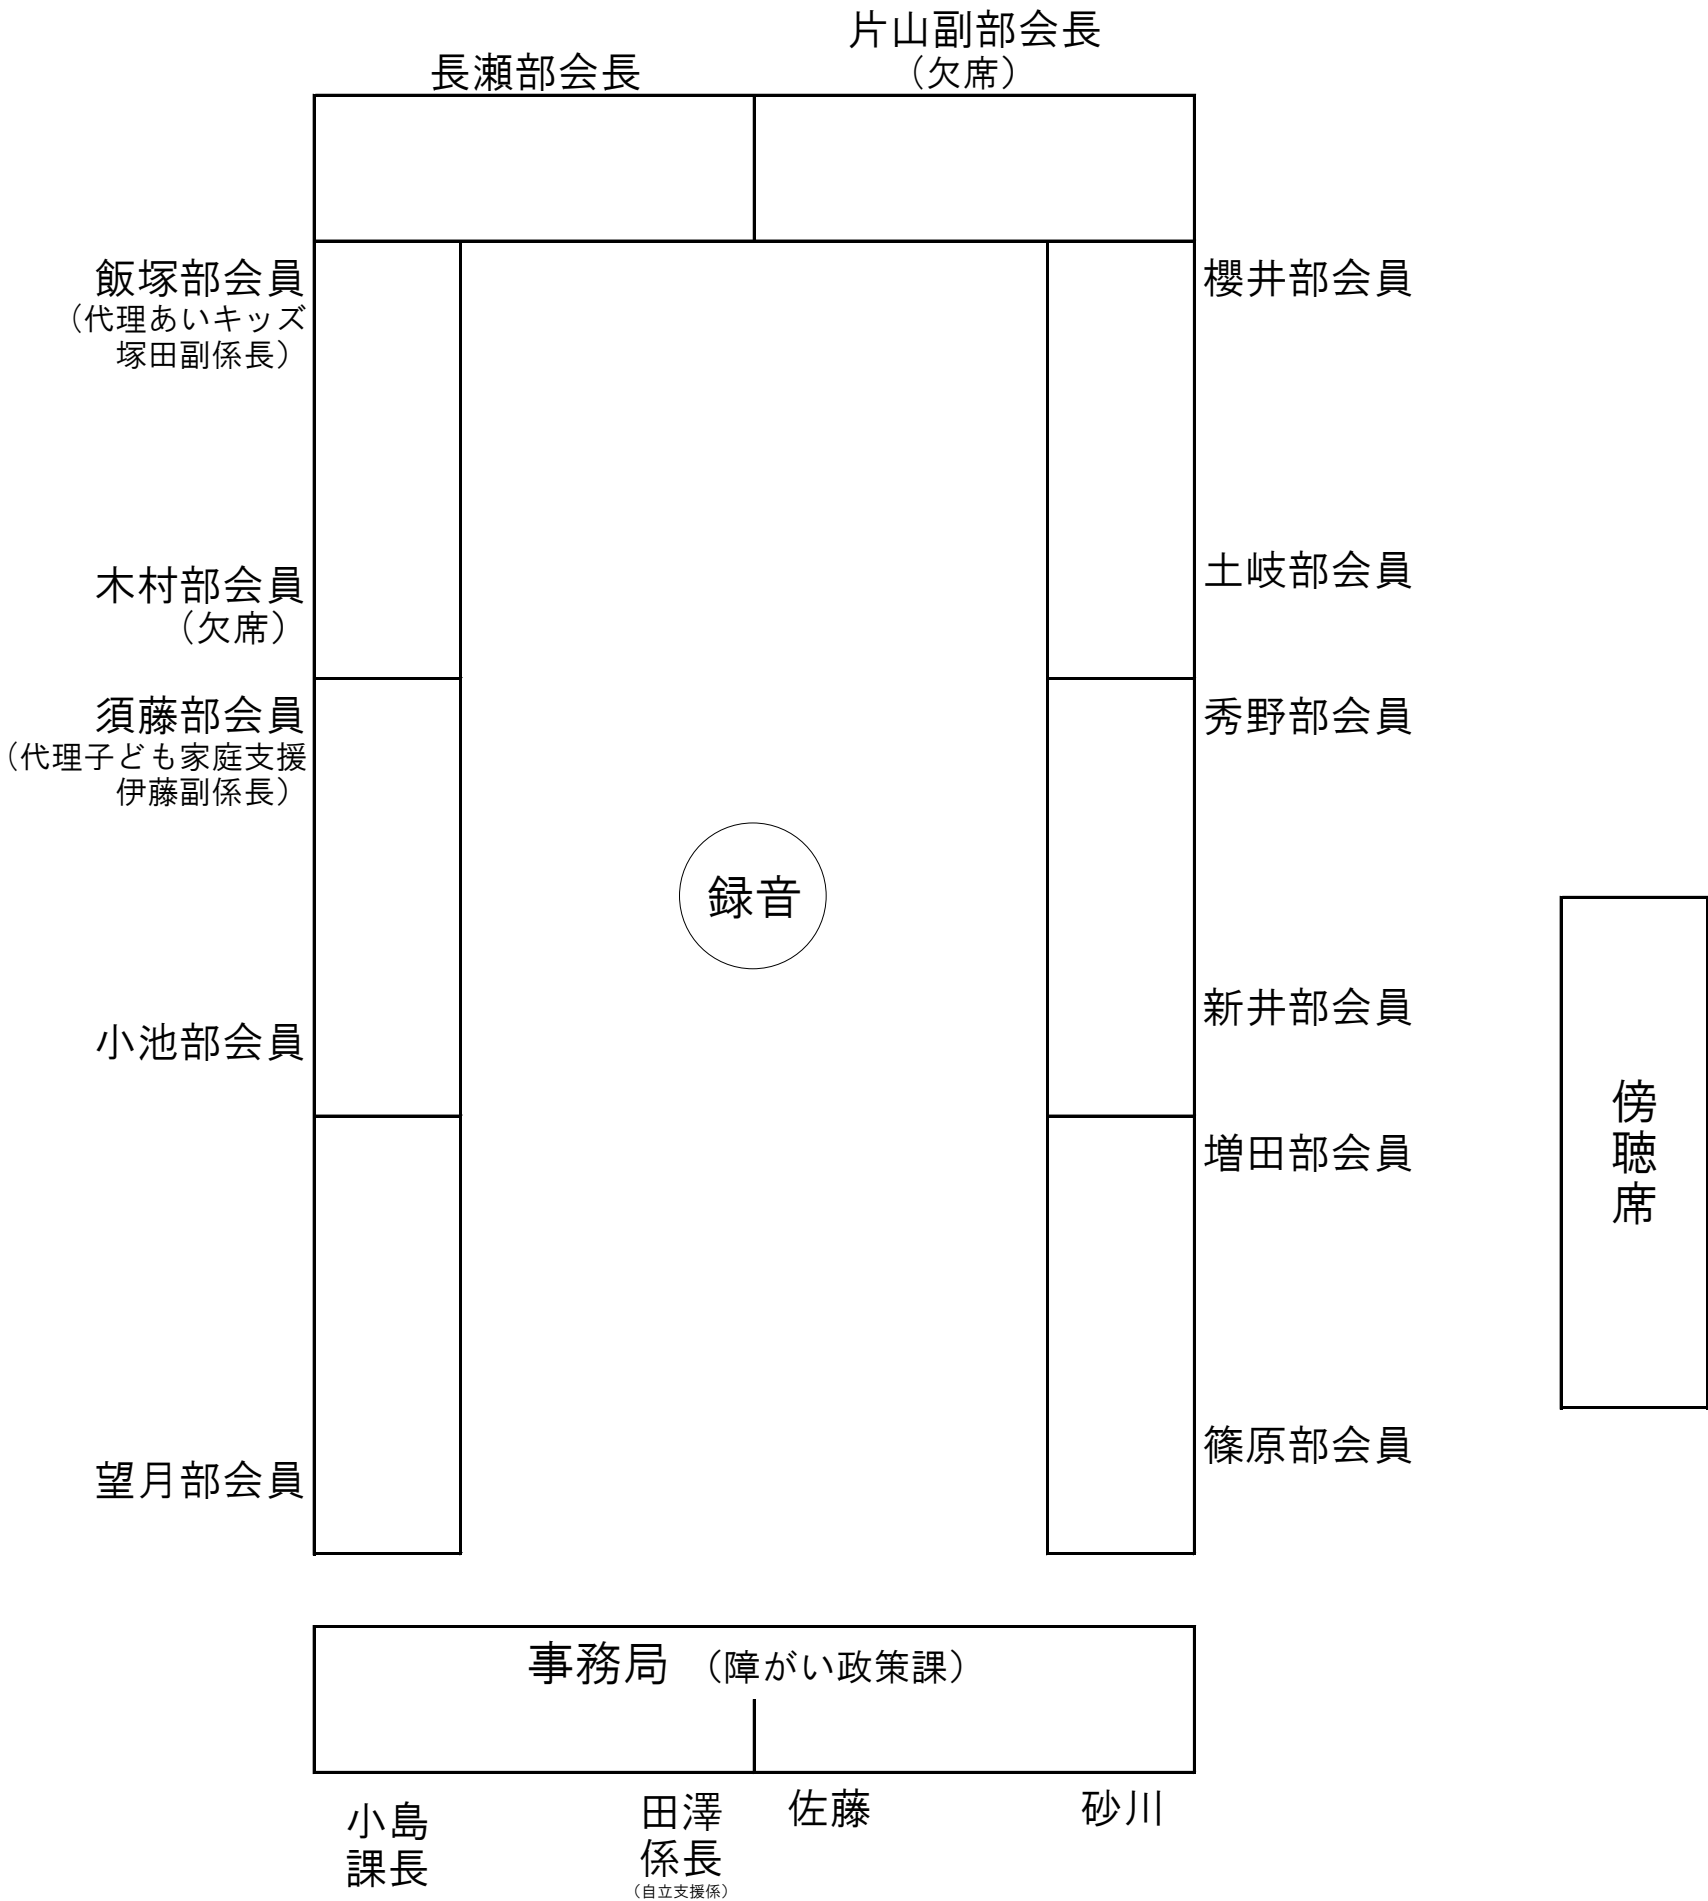 片山副部会長
（欠席）
長瀬部会長
飯塚部会員
（代理あいキッズ
塚田副係長）
櫻井部会員
木村部会員
（欠席）
土岐部会員
須藤部会員
（代理子ども家庭支援
伊藤副係長）
秀野部会員
録音
小池部会員
新井部会員
傍聴席
増田部会員
望月部会員
篠原部会員
事務局 （障がい政策課）
小島
課長
田澤
係長
（自立支援係）
佐藤
砂川